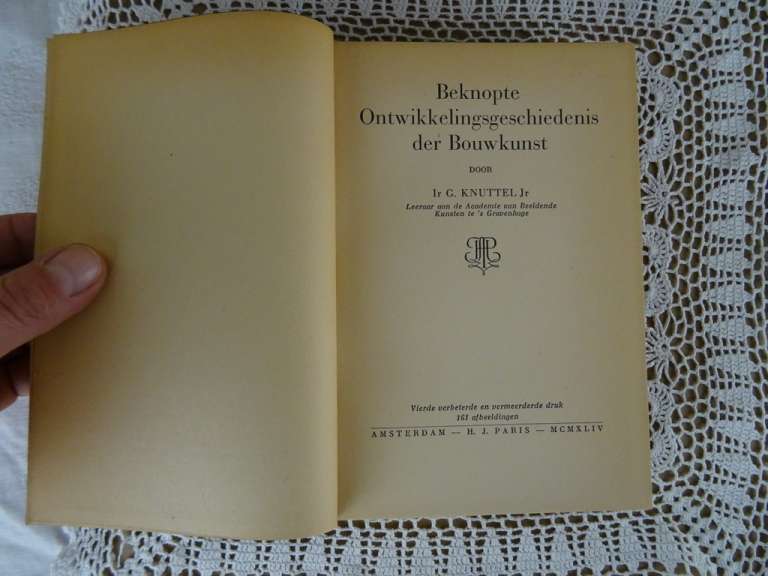 Beknopte
Ontwikkelingsgeschiedenis
der Bouwkunst
DOOR
Ir G. KNUTTEL Jr
Leeraar aan de Academie van Beeldende
Kunsten te 's Gravenhage
Vierde verbeterde en vermeerderde druk
161 afbeeldingen
AMSTERDAM — H. J. PARIS — MCMXLIV